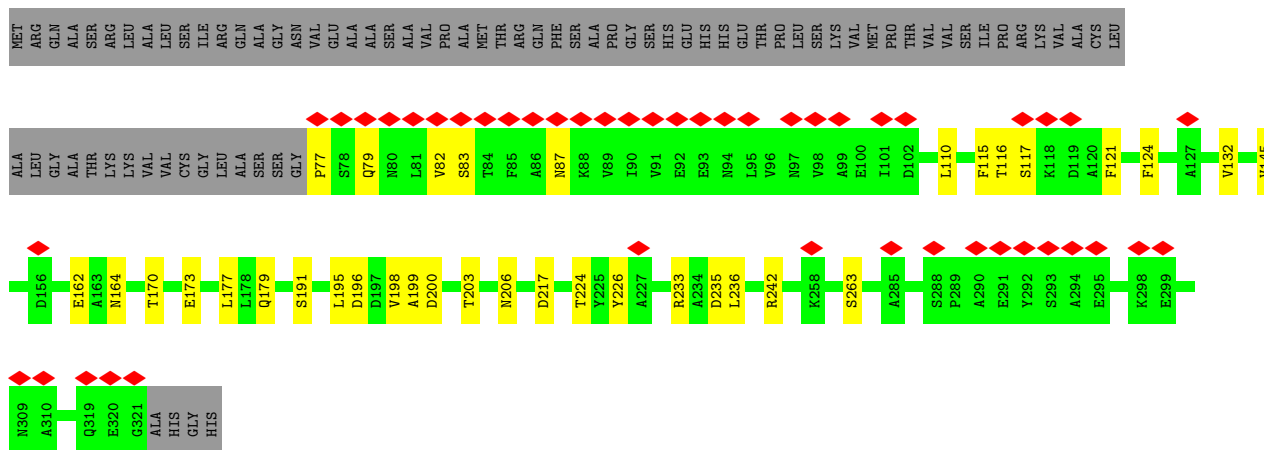 MET ARG GLN ALA SER ARG LEU ALA LEU SER ILE ARG GLN ALA GLY ASN VAL GLU ALA ALA SER ALA VAL PRO ALA MET THR ARG GLN PHE SER ALA PRO GLY SER HIS GLU HIS HIS GLU THR PRO LEU SER LYS VAL MET PRO THR VAL VAL SER ILE PRO ARG LYS VAL ALA CYS LEU
ALA LEU GLY ALA THR LYS LYS VAL VAL CYS GLY LEU ALA SER SER GLY P77 S78 Q79 N80 L81 V82 S83 T84 F85 A86 N87 K88 V89 I90 V91 E92 E93 N94 L95 V96 N97 V98 A99 E100 I101 D102 L110 F115 T116 S117 K118 D119 A120 F121 F124 A127 V132
D156 E162 A163 N164 T170 E173 L177 L178 Q179 S191 L195 D196 D197 V198 A199 D200 T203 N206 D217 T224 Y225 Y226 A227 R233 A234 D235 L236 R242 K258 S263 A285 S288 P289 A290 E291 Y292 S293 A294 E295 K298 E299
N309 A310 Q319 E320 G321 ALA HIS GLY HIS